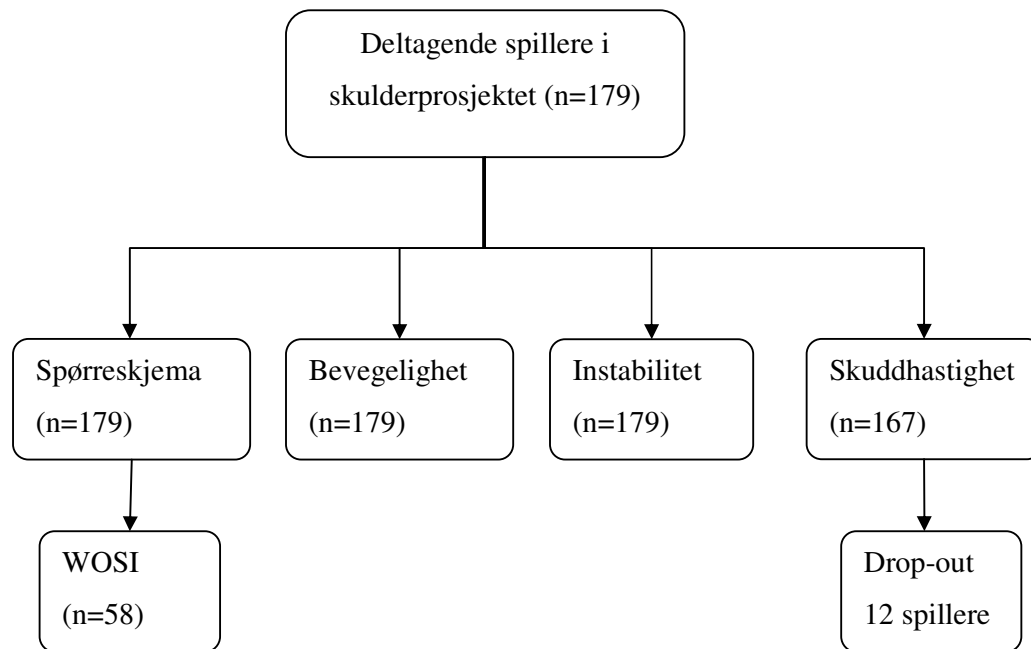 Deltagende spillere i
skulderprosjektet (n=179)
Spørreskjema
(n=179)
Bevegelighet
(n=179)
Instabilitet
(n=179)
Skuddhastighet
(n=167)
WOSI
(n=58)
Drop-out
12 spillere